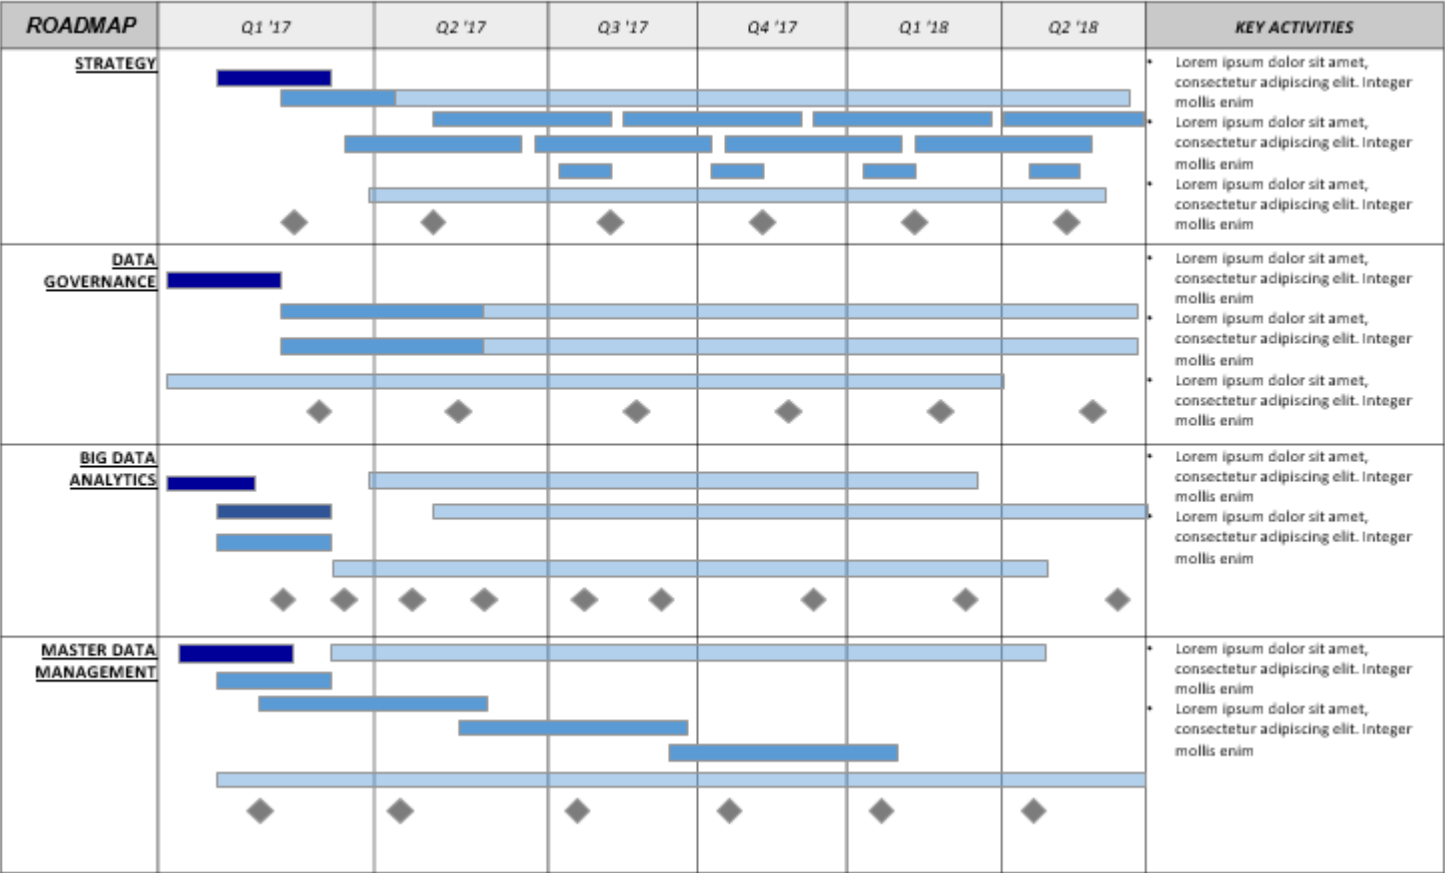 ROADMAP Q1 '17 Q2 '17 Q3 '17 Q4 '17 Q1 '18 Q2 '18 KEY ACTIVITIES
STRATEGY
• Lorem ipsum dolor sit amet,
consectetur adipiscing elit. Integer
mollis enim
• Lorem ipsum dolor sit amet,
consectetur adipiscing elit. Integer
mollis enim
• Lorem ipsum dolor sit amet,
consectetur adipiscing elit. Integer
mollis enim
DATA
GOVERNANCE
• Lorem ipsum dolor sit amet,
consectetur adipiscing elit. Integer
mollis enim
• Lorem ipsum dolor sit amet,
consectetur adipiscing elit. Integer
mollis enim
• Lorem ipsum dolor sit amet,
consectetur adipiscing elit. Integer
mollis enim
BIG DATA
ANALYTICS
• Lorem ipsum dolor sit amet,
consectetur adipiscing elit. Integer
mollis enim
• Lorem ipsum dolor sit amet,
consectetur adipiscing elit. Integer
mollis enim
MASTER DATA
MANAGEMENT
• Lorem ipsum dolor sit amet,
consectetur adipiscing elit. Integer
mollis enim
• Lorem ipsum dolor sit amet,
consectetur adipiscing elit. Integer
mollis enim